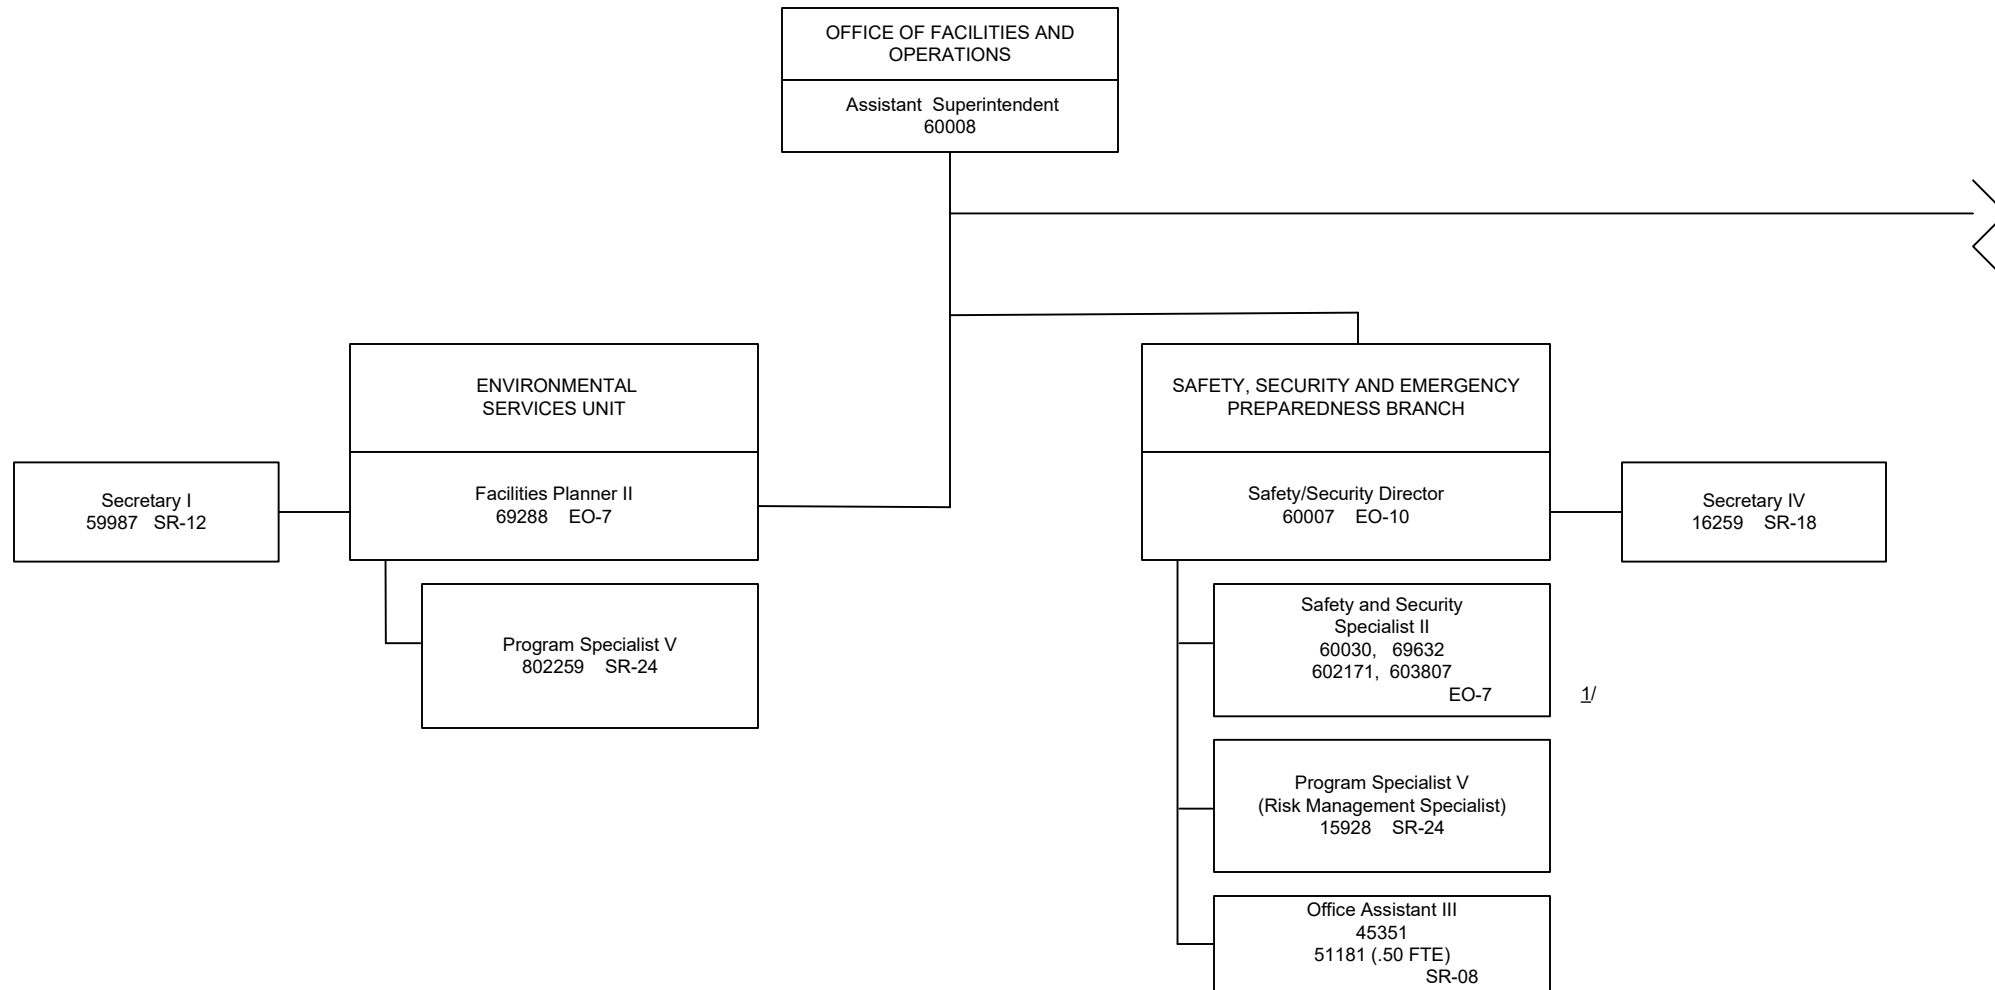 OFFICE OF FACILITIES AND
OPERATIONS
Assistant Superintendent
60008
ENVIRONMENTAL
SERVICES UNIT
Facilities Planner II
69288 EO-7
Secretary I
59987 SR-12
Program Specialist V
802259 SR-24
SAFETY, SECURITY AND EMERGENCY
PREPAREDNESS BRANCH
Safety/Security Director
60007 EO-10
Secretary IV
16259 SR-18
Safety and Security
Specialist II
60030, 69632
602171, 603807
EO-7
1/
Program Specialist V
(Risk Management Specialist)
15928 SR-24
Office Assistant III
45351
51181 (.50 FTE)
SR-08